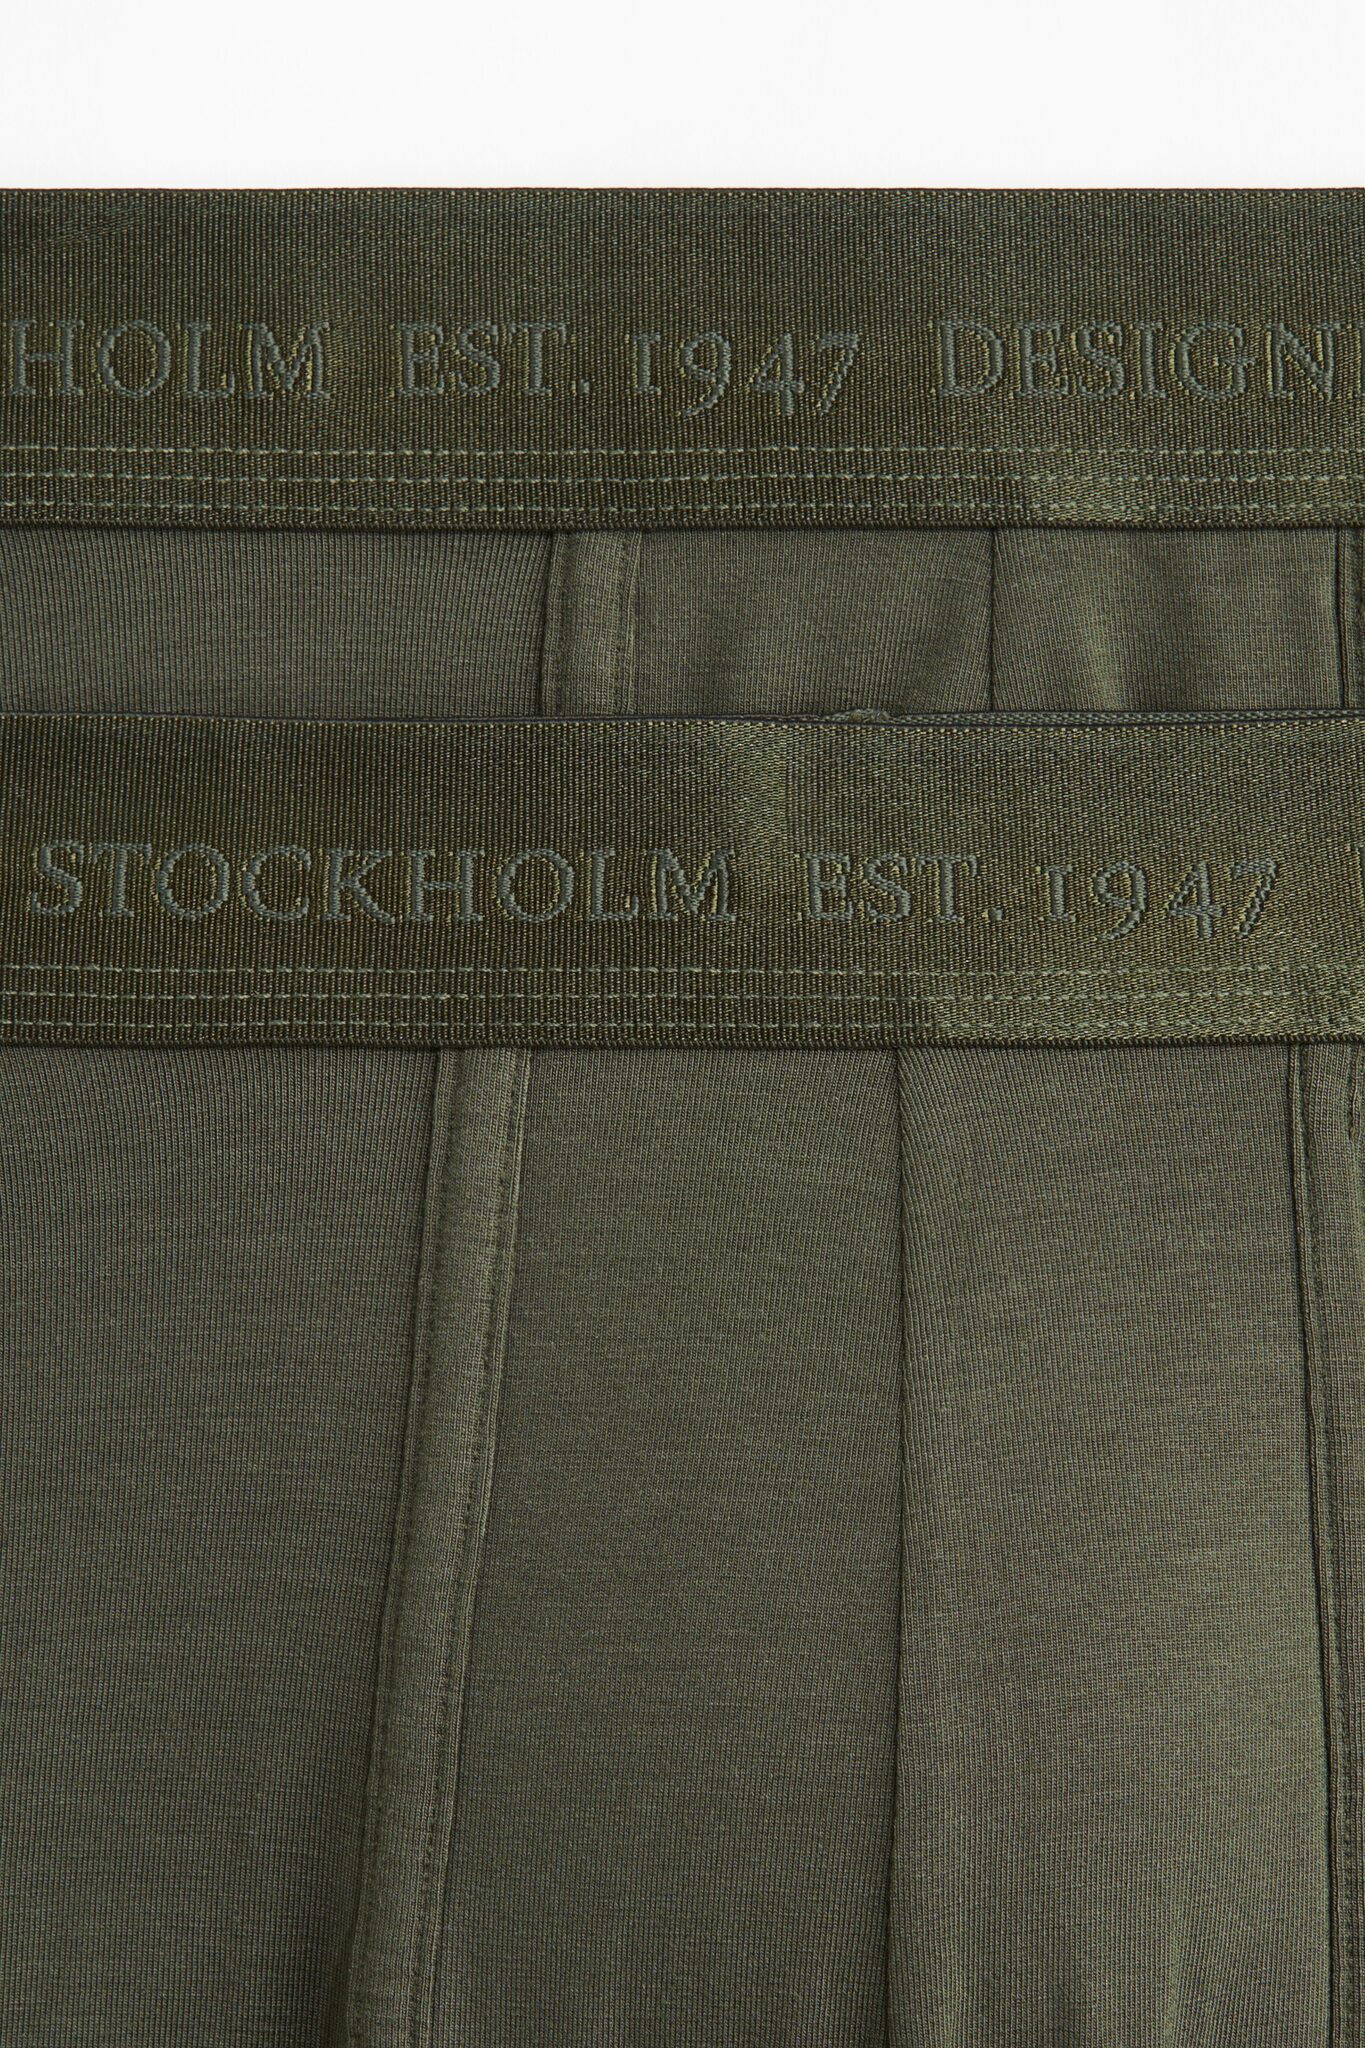 HOLM EST. 1947 DESIGN
STOCKHOLM EST. 1947